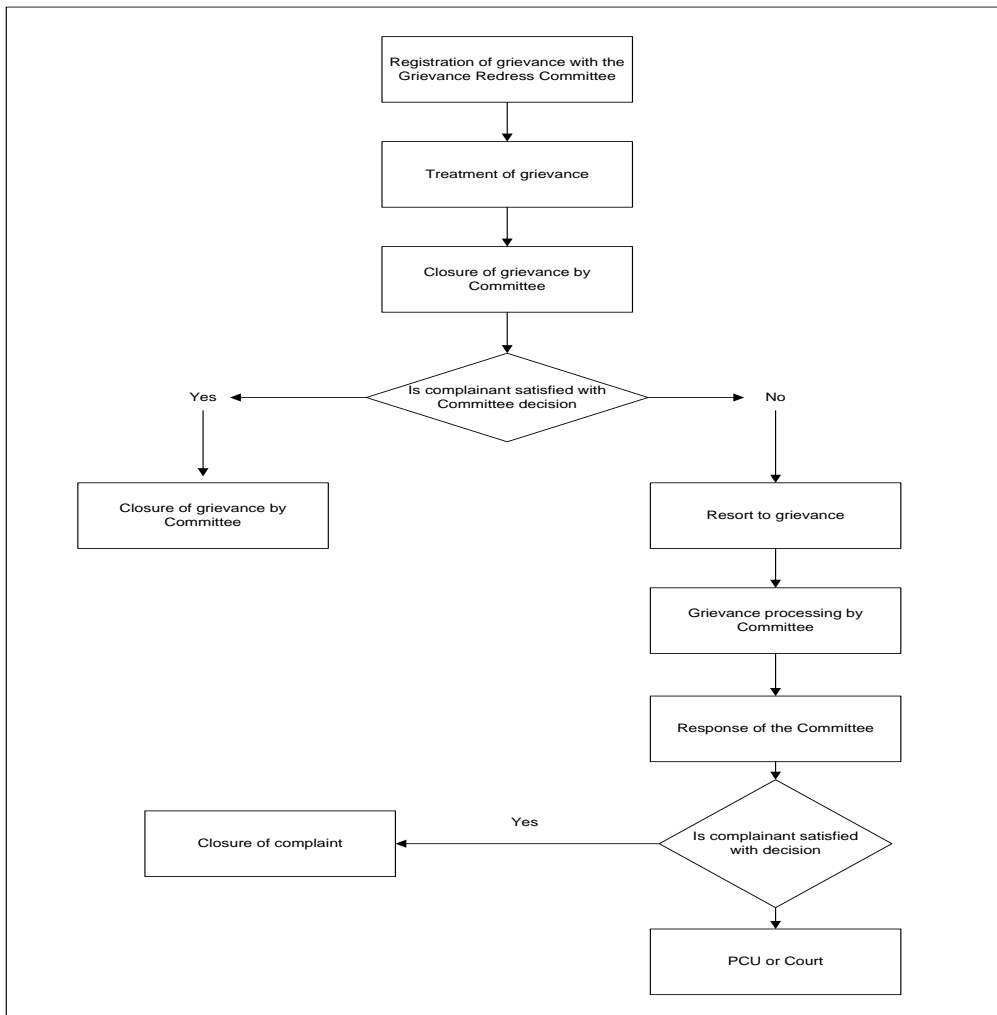 Registration of grievance with the
Grievance Redress Committee
Treatment of grievance
Closure of grievance by
Committee
Is complainant satisfied with
Committee decision
Yes
No
Closure of grievance by
Committee
Resort to grievance
Grievance processing by
Committee
Response of the Committee
Yes
Is complainant satisfied
with decision
Closure of complaint
PCU or Court